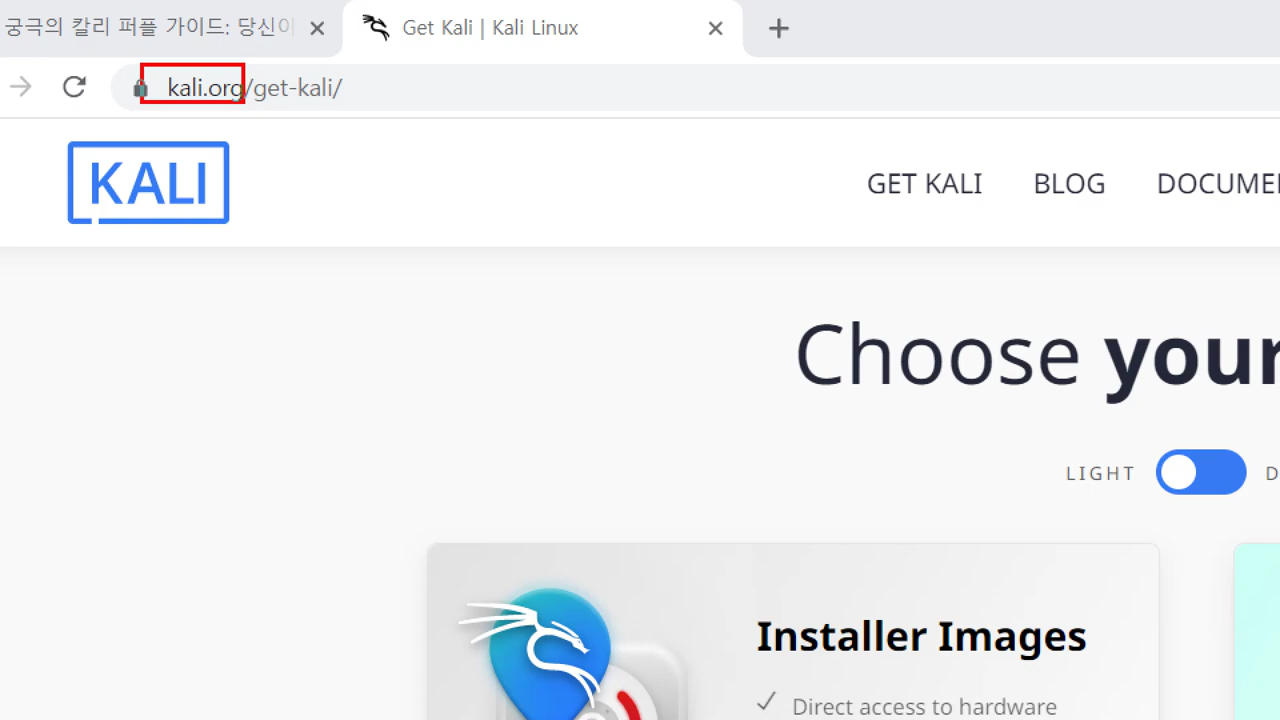 궁극의 칼리 퍼플 가이드: 당신이
Get Kali | Kali Linux
kali.org/get-kali/
KALI
GET KALI
BLOG
Choose your
LIGHT
Installer Images
Direct access to hardware